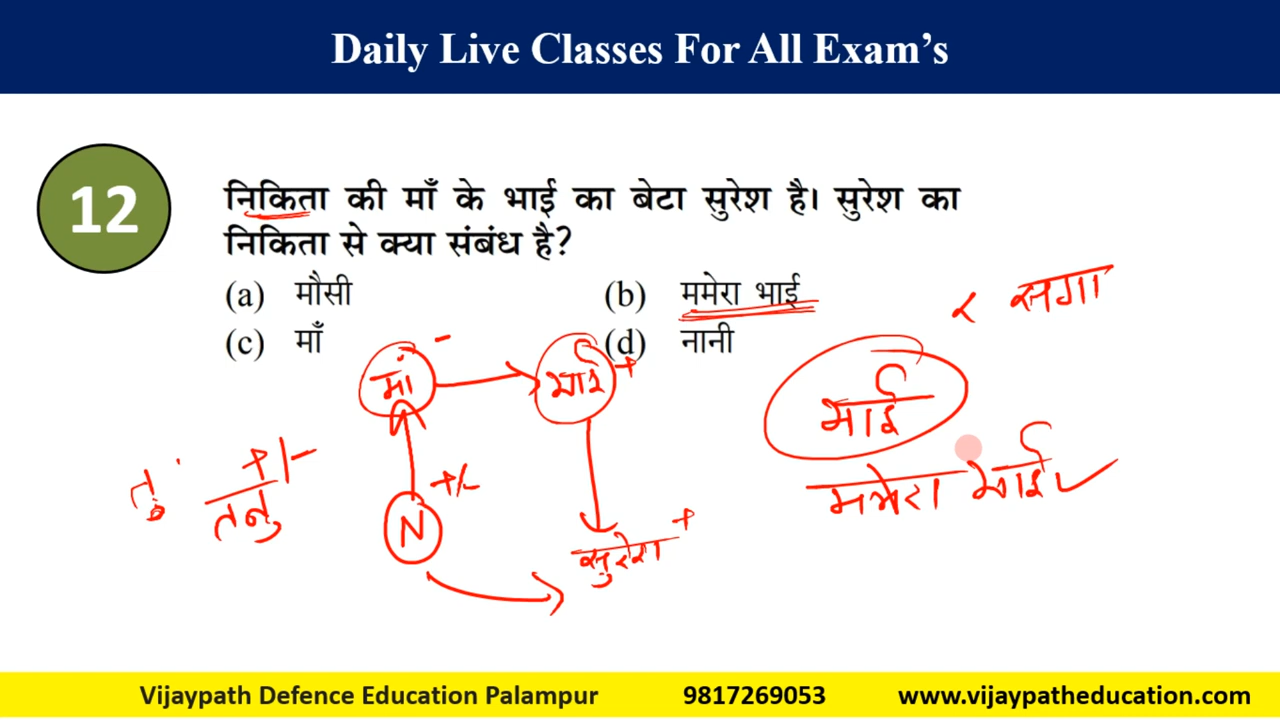 Daily Live Classes For All Exam's
12
निकिता की माँ के भाई का बेटा सुरेश है। सुरेश का
निकिता से क्या संबंध है?
(a) मौसी
(b) ममेरा भाई
(c) माँ
(d) नानी
< सगा
मां -
भाई +
भाई
+/-
तनु
N +/-
सुरेश +
ममेरा भाई ✓
Vijaypath Defence Education Palampur 9817269053 www.vijaypatheducation.com